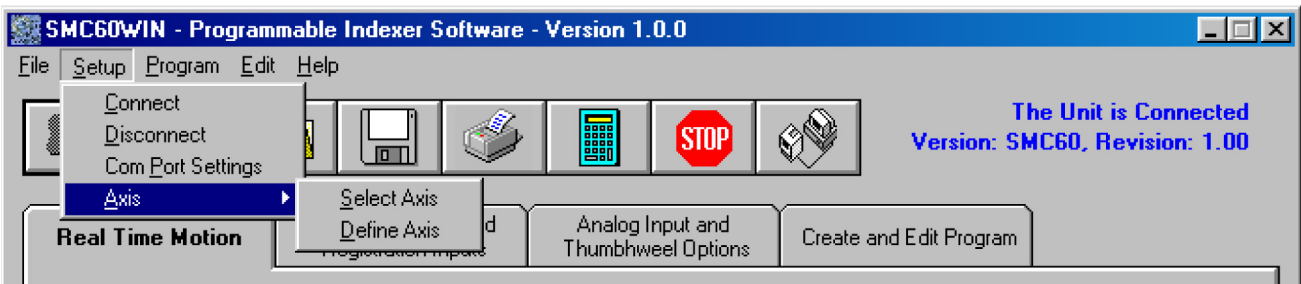 SMC60WIN - Programmable Indexer Software - Version 1.0.0
File Setup Program Edit Help
Connect
Disconnect
Com Port Settings
Axis
Select Axis
Define Axis
STOP
The Unit is Connected
Version: SMC60, Revision: 1.00
Real Time Motion
Analog Input and
Thumbhweel Options
Create and Edit Program